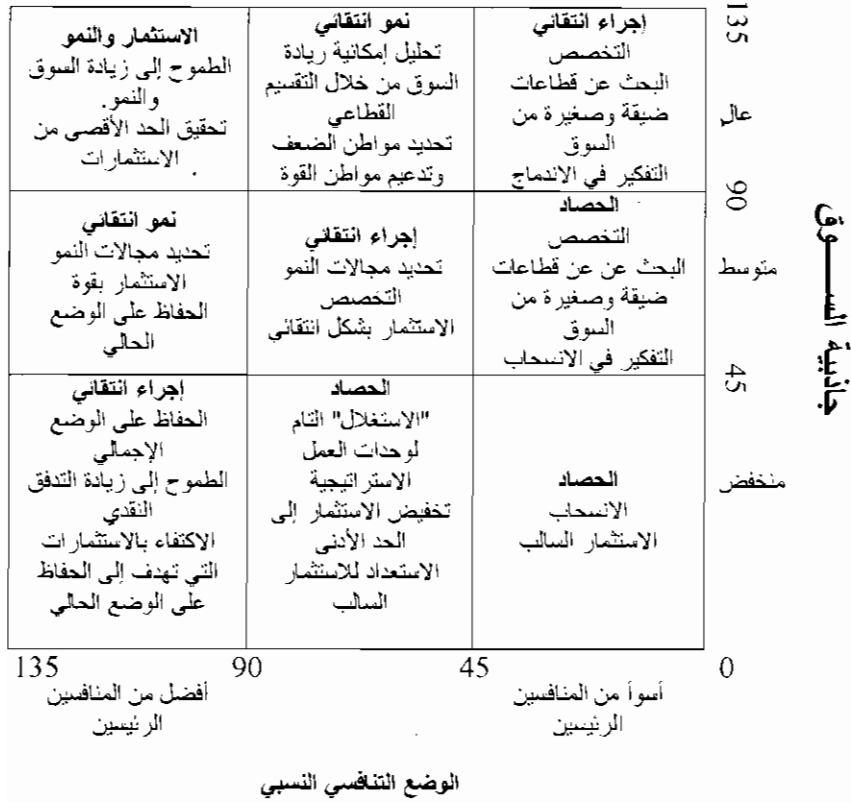 إجراء انتقائي
التخصص
البحث عن قطاعات
ضيقة وصغيرة من
السوق
التفكير في الاندماج
نمو انتقائي
تحليل إمكانية ريادة
السوق من خلال التقسيم
القطاعي
تحديد مواطن الضعف
وتدعيم مواطن القوة
الاستثمار والنمو
الطموح إلى زيادة السوق
والنمو.
تحقيق الحد الأقصى من
الاستثمارات
الحصاد
التخصص
البحث عن عن قطاعات
ضيقة وصغيرة من
السوق
التفكير في الانسحاب
إجراء انتقائي
تحديد مجالات النمو
التخصص
الاستثمار بشكل انتقائي
نمو انتقائي
تحديد مجالات النمو
الاستثمار بقوة
الحفاظ على الوضع
الحالي
الحصاد
الانسحاب
الاستثمار السالب
الحصاد
"الاستغلال" التام
لوحدات العمل
الاستراتيجية
تخفيض الاستثمار إلى
الحد الأدنى
الاستعداد للاستثمار
السالب
إجراء انتقائي
الحفاظ على الوضع
الإجمالي
الطموح إلى زيادة التدفق
النقدي
الاكتفاء بالاستثمارات
التي تهدف إلى الحفاظ
على الوضع الحالي
135
عال
90
متوسط
45
منخفض
جاذبية الســـوق
0
45
90
135
أسوأ من المنافسين
الرئيسين
أفضل من المنافسين
الرئيسين
الوضع التنافسي النسبي